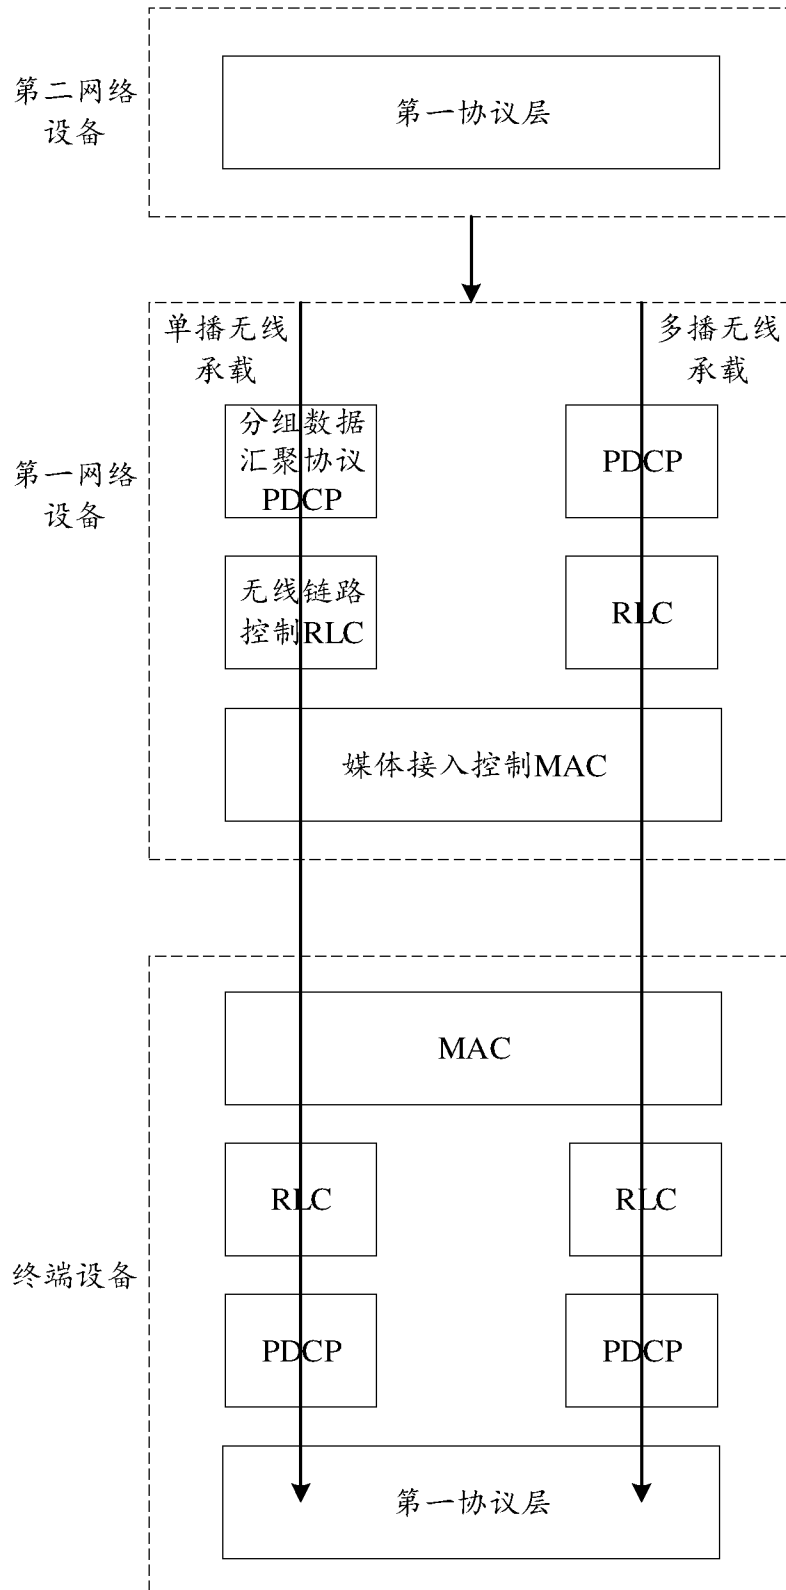 第二网络
设备
第一协议层
单播无线
承载
多播无线
承载
第一网络
设备
分组数据
汇聚协议
PDCP
PDCP
无线链路
控制RLC
RLC
媒体接入控制MAC
MAC
RLC
RLC
终端设备
PDCP
PDCP
第一协议层